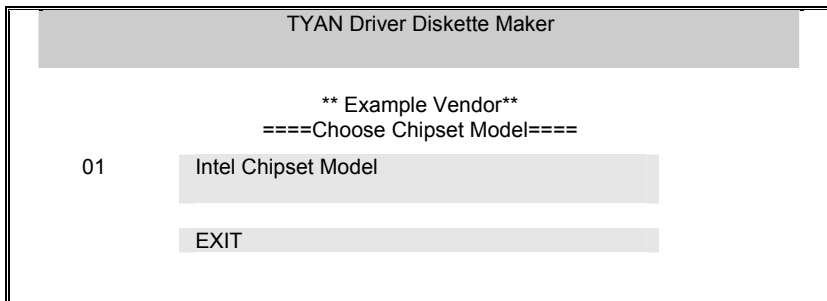 TYAN Driver Diskette Maker
** Example Vendor**
====Choose Chipset Model====
01 Intel Chipset Model
EXIT